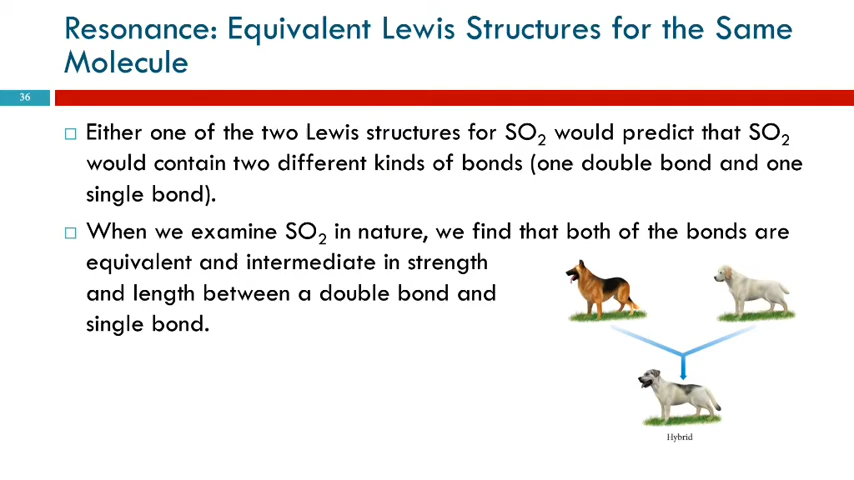 Resonance: Equivalent Lewis Structures for the Same
Molecule
36
Either one of the two Lewis structures for SO₂ would predict that SO₂
would contain two different kinds of bonds (one double bond and one
single bond).
When we examine SO₂ in nature, we find that both of the bonds are
equivalent and intermediate in strength
and length between a double bond and
single bond.
Hybrid